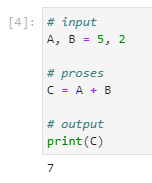 [4]: # input
A, B = 5, 2
# proses
C = A + B
# output
print(C)
7